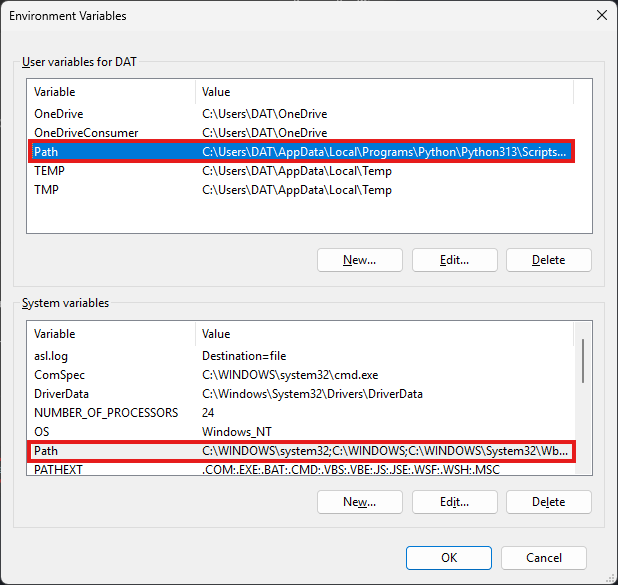 Environment Variables
User variables for DAT
Variable Value
OneDrive C:\Users\DAT\OneDrive
OneDriveConsumer C:\Users\DAT\OneDrive
Path C:\Users\DAT\AppData\Local\Programs\Python\Python313\Scripts...
TEMP C:\Users\DAT\AppData\Local\Temp
TMP C:\Users\DAT\AppData\Local\Temp
New... Edit... Delete
System variables
Variable Value
asl.log Destination=file
ComSpec C:\WINDOWS\system32\cmd.exe
DriverData C:\Windows\System32\Drivers\DriverData
NUMBER_OF_PROCESSORS 24
OS Windows_NT
Path C:\WINDOWS\system32;C:\WINDOWS;C:\WINDOWS\System32\Wb...
PATHEXT .COM;.EXE;.BAT;.CMD;.VBS;.VBE;.JS;.JSE;.WSF;.WSH;.MSC
New... Edit... Delete
OK Cancel